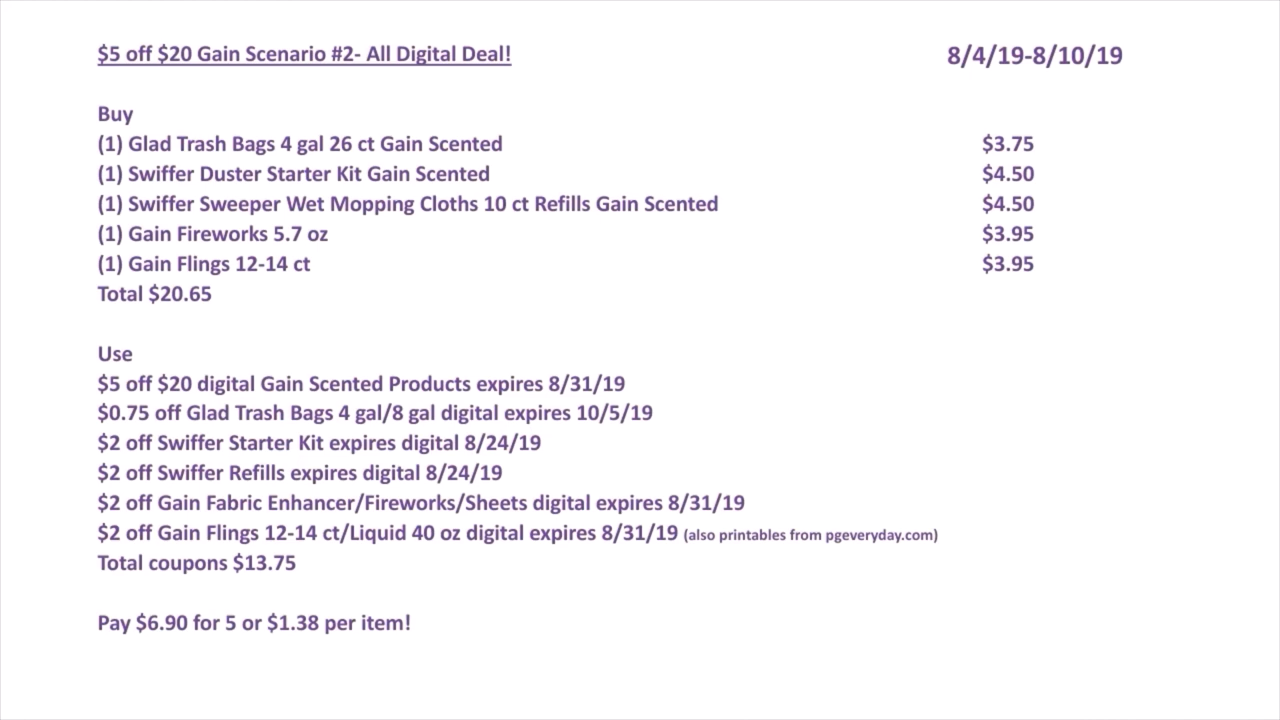 $5 off $20 Gain Scenario #2- All Digital Deal! 8/4/19-8/10/19
Buy
(1) Glad Trash Bags 4 gal 26 ct Gain Scented $3.75
(1) Swiffer Duster Starter Kit Gain Scented $4.50
(1) Swiffer Sweeper Wet Mopping Cloths 10 ct Refills Gain Scented $4.50
(1) Gain Fireworks 5.7 oz $3.95
(1) Gain Flings 12-14 ct $3.95
Total $20.65
Use
$5 off $20 digital Gain Scented Products expires 8/31/19
$0.75 off Glad Trash Bags 4 gal/8 gal digital expires 10/5/19
$2 off Swiffer Starter Kit expires digital 8/24/19
$2 off Swiffer Refills expires digital 8/24/19
$2 off Gain Fabric Enhancer/Fireworks/Sheets digital expires 8/31/19
$2 off Gain Flings 12-14 ct/Liquid 40 oz digital expires 8/31/19 (also printables from pgeveryday.com)
Total coupons $13.75
Pay $6.90 for 5 or $1.38 per item!